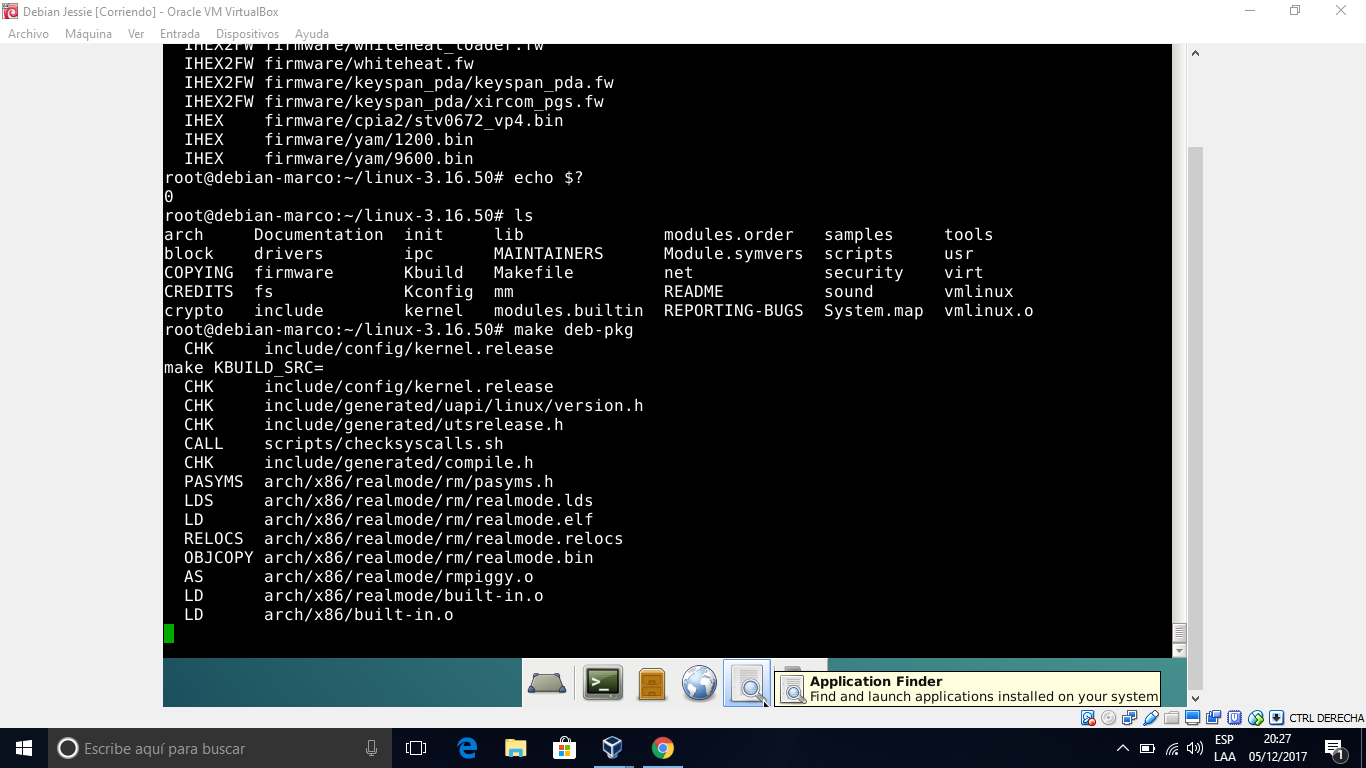 Debian Jessie [Corriendo] - Oracle VM VirtualBox
Archivo Máquina Ver Entrada Dispositivos Ayuda
IHEX2FW firmware/whiteheat_loader.fw
IHEX2FW firmware/whiteheat.fw
IHEX2FW firmware/keyspan_pda/keyspan_pda.fw
IHEX2FW firmware/keyspan_pda/xircom_pgs.fw
IHEX firmware/cpia2/stv0672_vp4.bin
IHEX firmware/yam/1200.bin
IHEX firmware/yam/9600.bin
root@debian-marco:~/linux-3.16.50# echo $?
0
root@debian-marco:~/linux-3.16.50# ls
arch Documentation init lib modules.order samples tools
block drivers ipc MAINTAINERS Module.symvers scripts usr
COPYING firmware Kbuild Makefile net security virt
CREDITS fs Kconfig mm README sound vmlinux
crypto include kernel modules.builtin REPORTING-BUGS System.map vmlinux.o
root@debian-marco:~/linux-3.16.50# make deb-pkg
CHK include/config/kernel.release
make KBUILD_SRC=
CHK include/config/kernel.release
CHK include/generated/uapi/linux/version.h
CHK include/generated/utsrelease.h
CALL scripts/checksyscalls.sh
CHK include/generated/compile.h
PASYMS arch/x86/realmode/rm/pasyms.h
LDS arch/x86/realmode/rm/realmode.lds
LD arch/x86/realmode/rm/realmode.elf
RELOCS arch/x86/realmode/rm/realmode.relocs
OBJCOPY arch/x86/realmode/rm/realmode.bin
AS arch/x86/realmode/rmpiggy.o
LD arch/x86/realmode/built-in.o
LD arch/x86/built-in.o
Application Finder
Find and launch applications installed on your system
CTRL DERECHA
Escribe aquí para buscar
ESP
LAA
20:27
05/12/2017
1